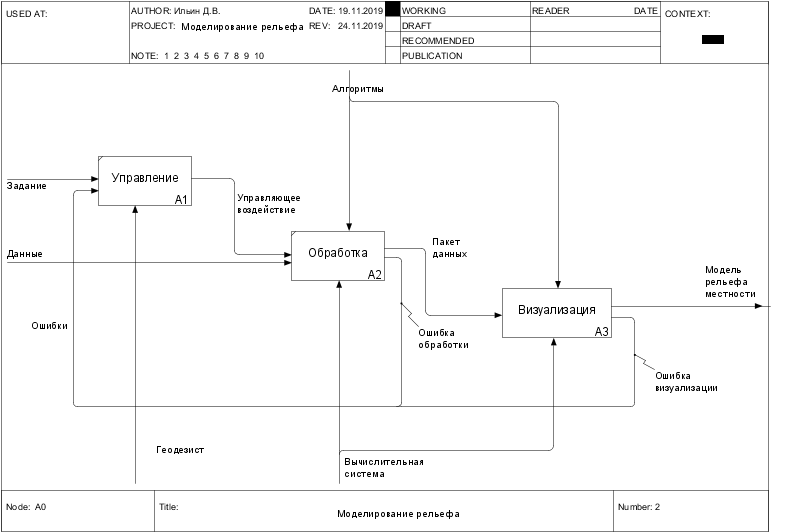 USED AT:
AUTHOR: Ильин Д.В.
DATE: 19.11.2019
WORKING
READER
DATE
CONTEXT:
PROJECT: Моделирование рельефа
REV: 24.11.2019
DRAFT
RECOMMENDED
NOTE: 1 2 3 4 5 6 7 8 9 10
PUBLICATION
Алгоритмы
Управление
A1
Задание
Управляющее
воздействие
Данные
Обработка
A2
Пакет
данных
Модель
рельефа
местности
Визуализация
A3
Ошибки
Ошибка
обработки
Ошибка
визуализации
Геодезист
Вычислительная
система
Node: A0
Title:
Моделирование рельефа
Number: 2